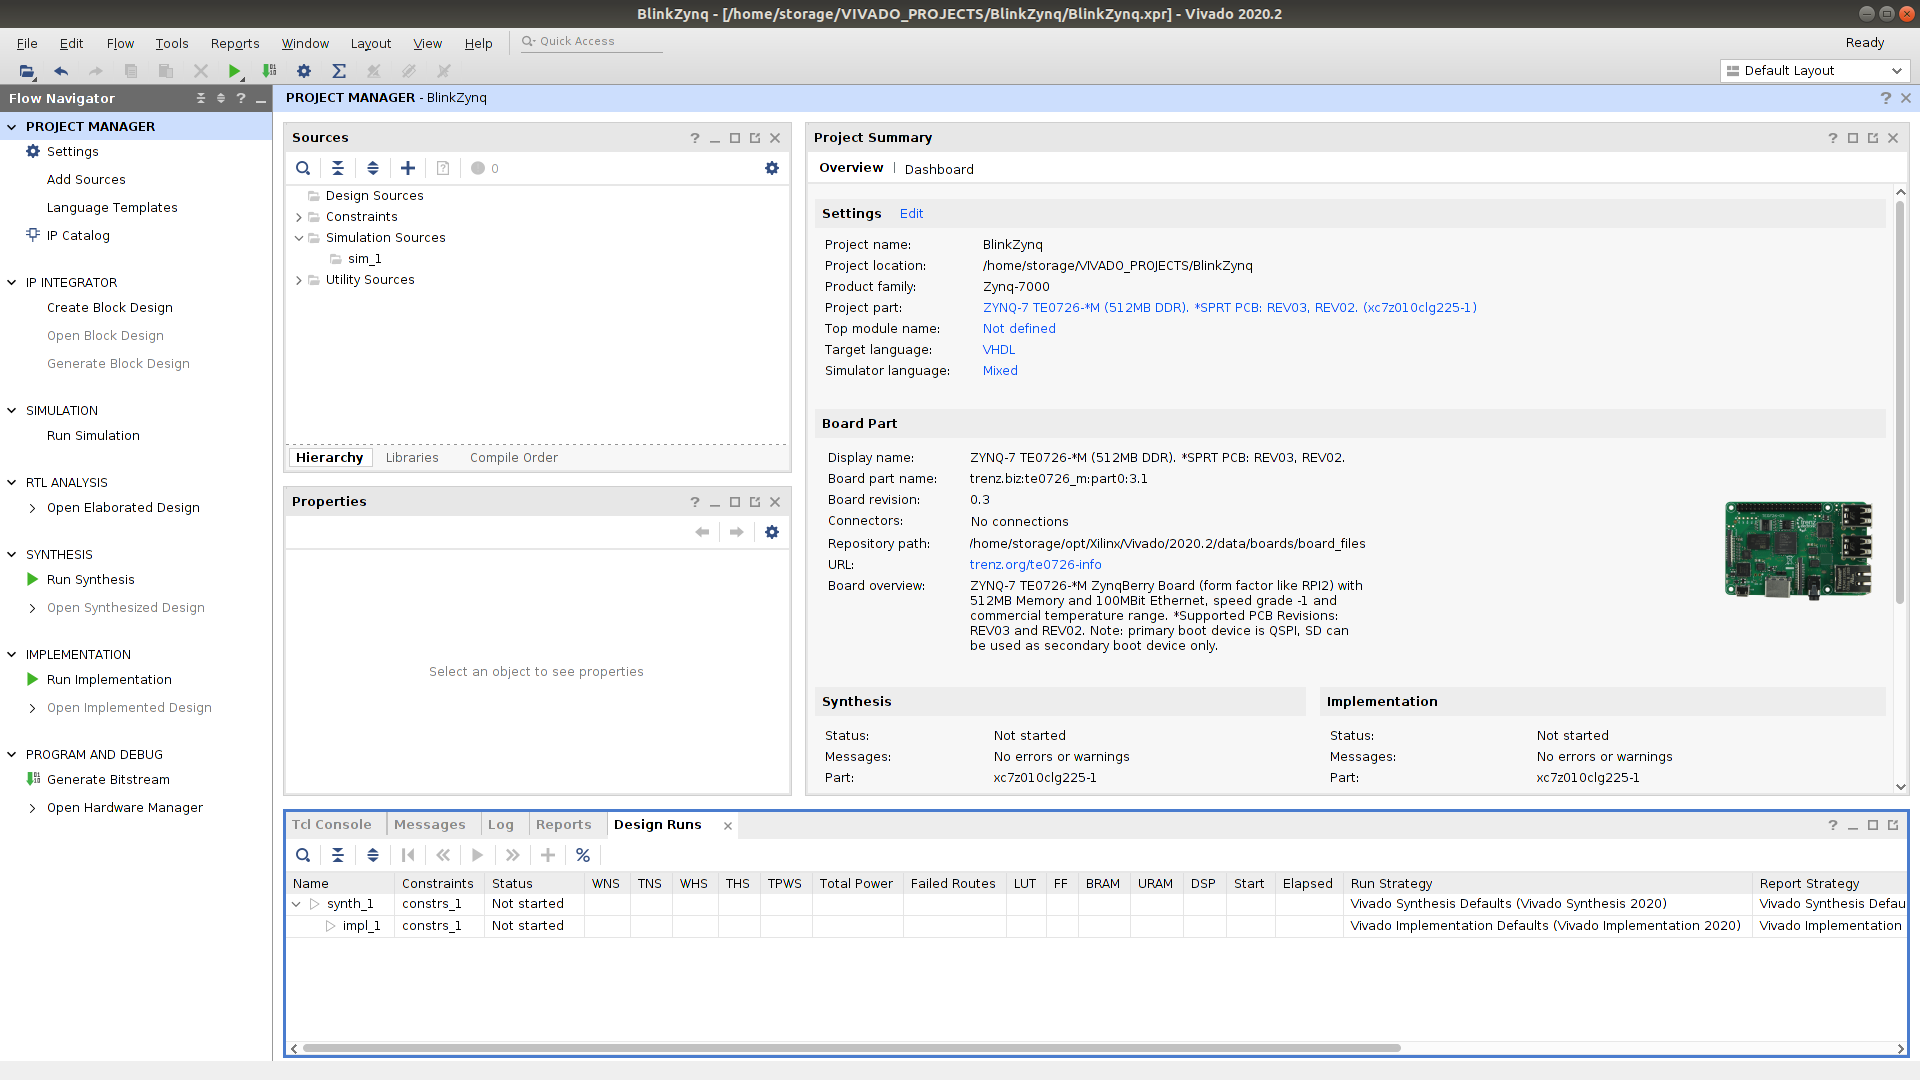 BlinkZynq - [/home/storage/VIVADO_PROJECTS/BlinkZynq/BlinkZynq.xpr] - Vivado 2020.2
File Edit Flow Tools Reports Window Layout View Help Quick Access Ready
Default Layout
Flow Navigator
PROJECT MANAGER
Settings
Add Sources
Language Templates
IP Catalog
IP INTEGRATOR
Create Block Design
Open Block Design
Generate Block Design
SIMULATION
Run Simulation
RTL ANALYSIS
Open Elaborated Design
SYNTHESIS
Run Synthesis
Open Synthesized Design
IMPLEMENTATION
Run Implementation
Open Implemented Design
PROGRAM AND DEBUG
Generate Bitstream
Open Hardware Manager
PROJECT MANAGER - BlinkZynq
Sources
0
Design Sources
Constraints
Simulation Sources
sim_1
Utility Sources
Hierarchy Libraries Compile Order
Properties
Select an object to see properties
Project Summary
Overview | Dashboard
Settings Edit
Project name: BlinkZynq
Project location: /home/storage/VIVADO_PROJECTS/BlinkZynq
Product family: Zynq-7000
Project part: ZYNQ-7 TE0726-*M (512MB DDR). *SPRT PCB: REV03, REV02. (xc7z010clg225-1)
Top module name: Not defined
Target language: VHDL
Simulator language: Mixed
Board Part
Display name: ZYNQ-7 TE0726-*M (512MB DDR). *SPRT PCB: REV03, REV02.
Board part name: trenz.biz:te0726_m:part0:3.1
Board revision: 0.3
Connectors: No connections
Repository path: /home/storage/opt/Xilinx/Vivado/2020.2/data/boards/board_files
URL: trenz.org/te0726-info
Board overview: ZYNQ-7 TE0726-*M ZynqBerry Board (form factor like RPI2) with
512MB Memory and 100MBit Ethernet, speed grade -1 and
commercial temperature range. *Supported PCB Revisions:
REV03 and REV02. Note: primary boot device is QSPI, SD can
be used as secondary boot device only.
Synthesis
Status: Not started
Messages: No errors or warnings
Part: xc7z010clg225-1
Implementation
Status: Not started
Messages: No errors or warnings
Part: xc7z010clg225-1
Tcl Console Messages Log Reports Design Runs
Name Constraints Status WNS TNS WHS THS TPWS Total Power Failed Routes LUT FF BRAM URAM DSP Start Elapsed Run Strategy Report Strategy
synth_1 constrs_1 Not started Vivado Synthesis Defaults (Vivado Synthesis 2020) Vivado Synthesis Defau
impl_1 constrs_1 Not started Vivado Implementation Defaults (Vivado Implementation 2020) Vivado Implementation